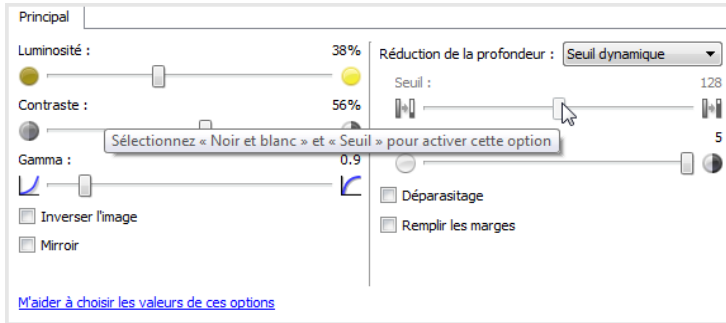 Principal
Luminosité :
38%
Contraste :
56%
Sélectionnez « Noir et blanc » et « Seuil » pour activer cette option
Gamma :
0.9
Inverser l'image
Mirroir
M'aider à choisir les valeurs de ces options
Réduction de la profondeur :
Seuil dynamique
Seuil :
128
5
Déparasitage
Remplir les marges